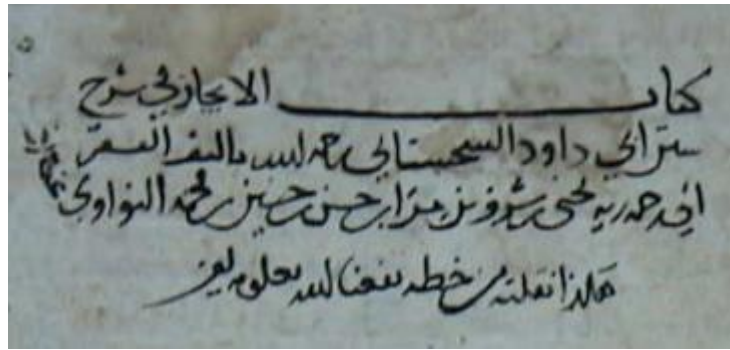 كتاب الايجاز في شرح
سنن ابي داود السجستاني رحمه الله تاليف الفقير
الى رحمة ربه يحيى بن شرف بن مرا بن حسن بن حسين بن محمد النواوي
هكذا نقلته من خطه نفعنا الله بعلومه